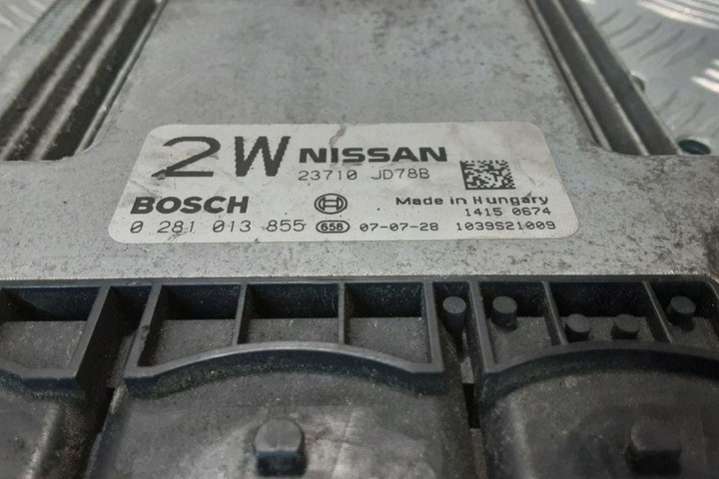 2W NISSAN
23710 JD78B
BOSCH Made in Hungary
1415 0674
0 281 013 855 658 07-07-28 1039S21009